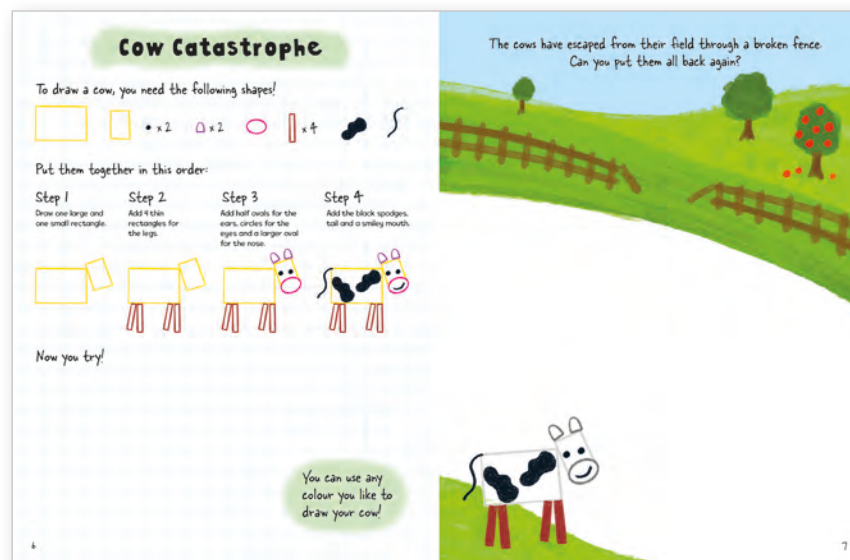 Cow Catastrophe
To draw a cow, you need the following shapes!
x 2
x 2
x 4
Put them together in this order:
Step 1
Draw one large and
one small rectangle.
Step 2
Add 4 thin
rectangles for
the legs.
Step 3
Add half ovals for the
ears, circles for the
eyes and a larger oval
for the nose.
Step 4
Add the black spodges,
tail and a smiley mouth.
Now you try!
You can use any
colour you like to
draw your cow!
6
The cows have escaped from their field through a broken fence.
Can you put them all back again?
7